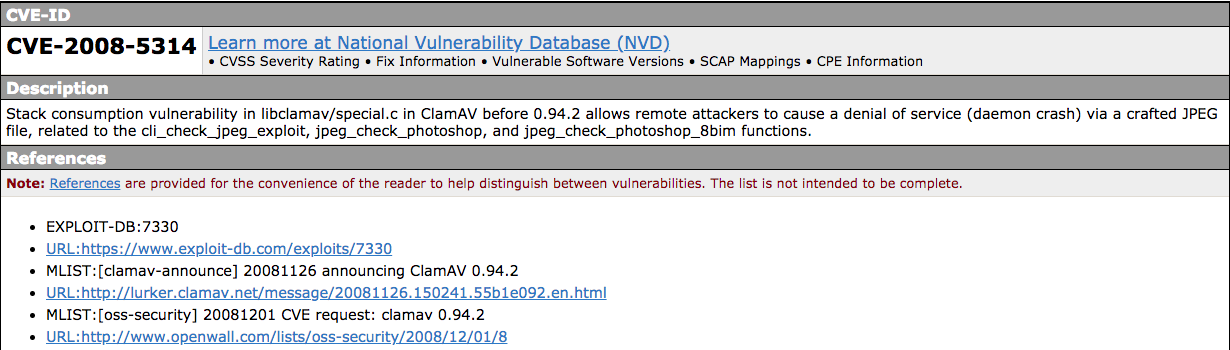 CVE-ID
CVE-2008-5314
Learn more at National Vulnerability Database (NVD)
• CVSS Severity Rating • Fix Information • Vulnerable Software Versions • SCAP Mappings • CPE Information
Description
Stack consumption vulnerability in libclamav/special.c in ClamAV before 0.94.2 allows remote attackers to cause a denial of service (daemon crash) via a crafted JPEG
file, related to the cli_check_jpeg_exploit, jpeg_check_photoshop, and jpeg_check_photoshop_8bim functions.
References
Note: References are provided for the convenience of the reader to help distinguish between vulnerabilities. The list is not intended to be complete.
• EXPLOIT-DB:7330
• URL:https://www.exploit-db.com/exploits/7330
• MLIST:[clamav-announce] 20081126 announcing ClamAV 0.94.2
• URL:http://lurker.clamav.net/message/20081126.150241.55b1e092.en.html
• MLIST:[oss-security] 20081201 CVE request: clamav 0.94.2
• URL:http://www.openwall.com/lists/oss-security/2008/12/01/8